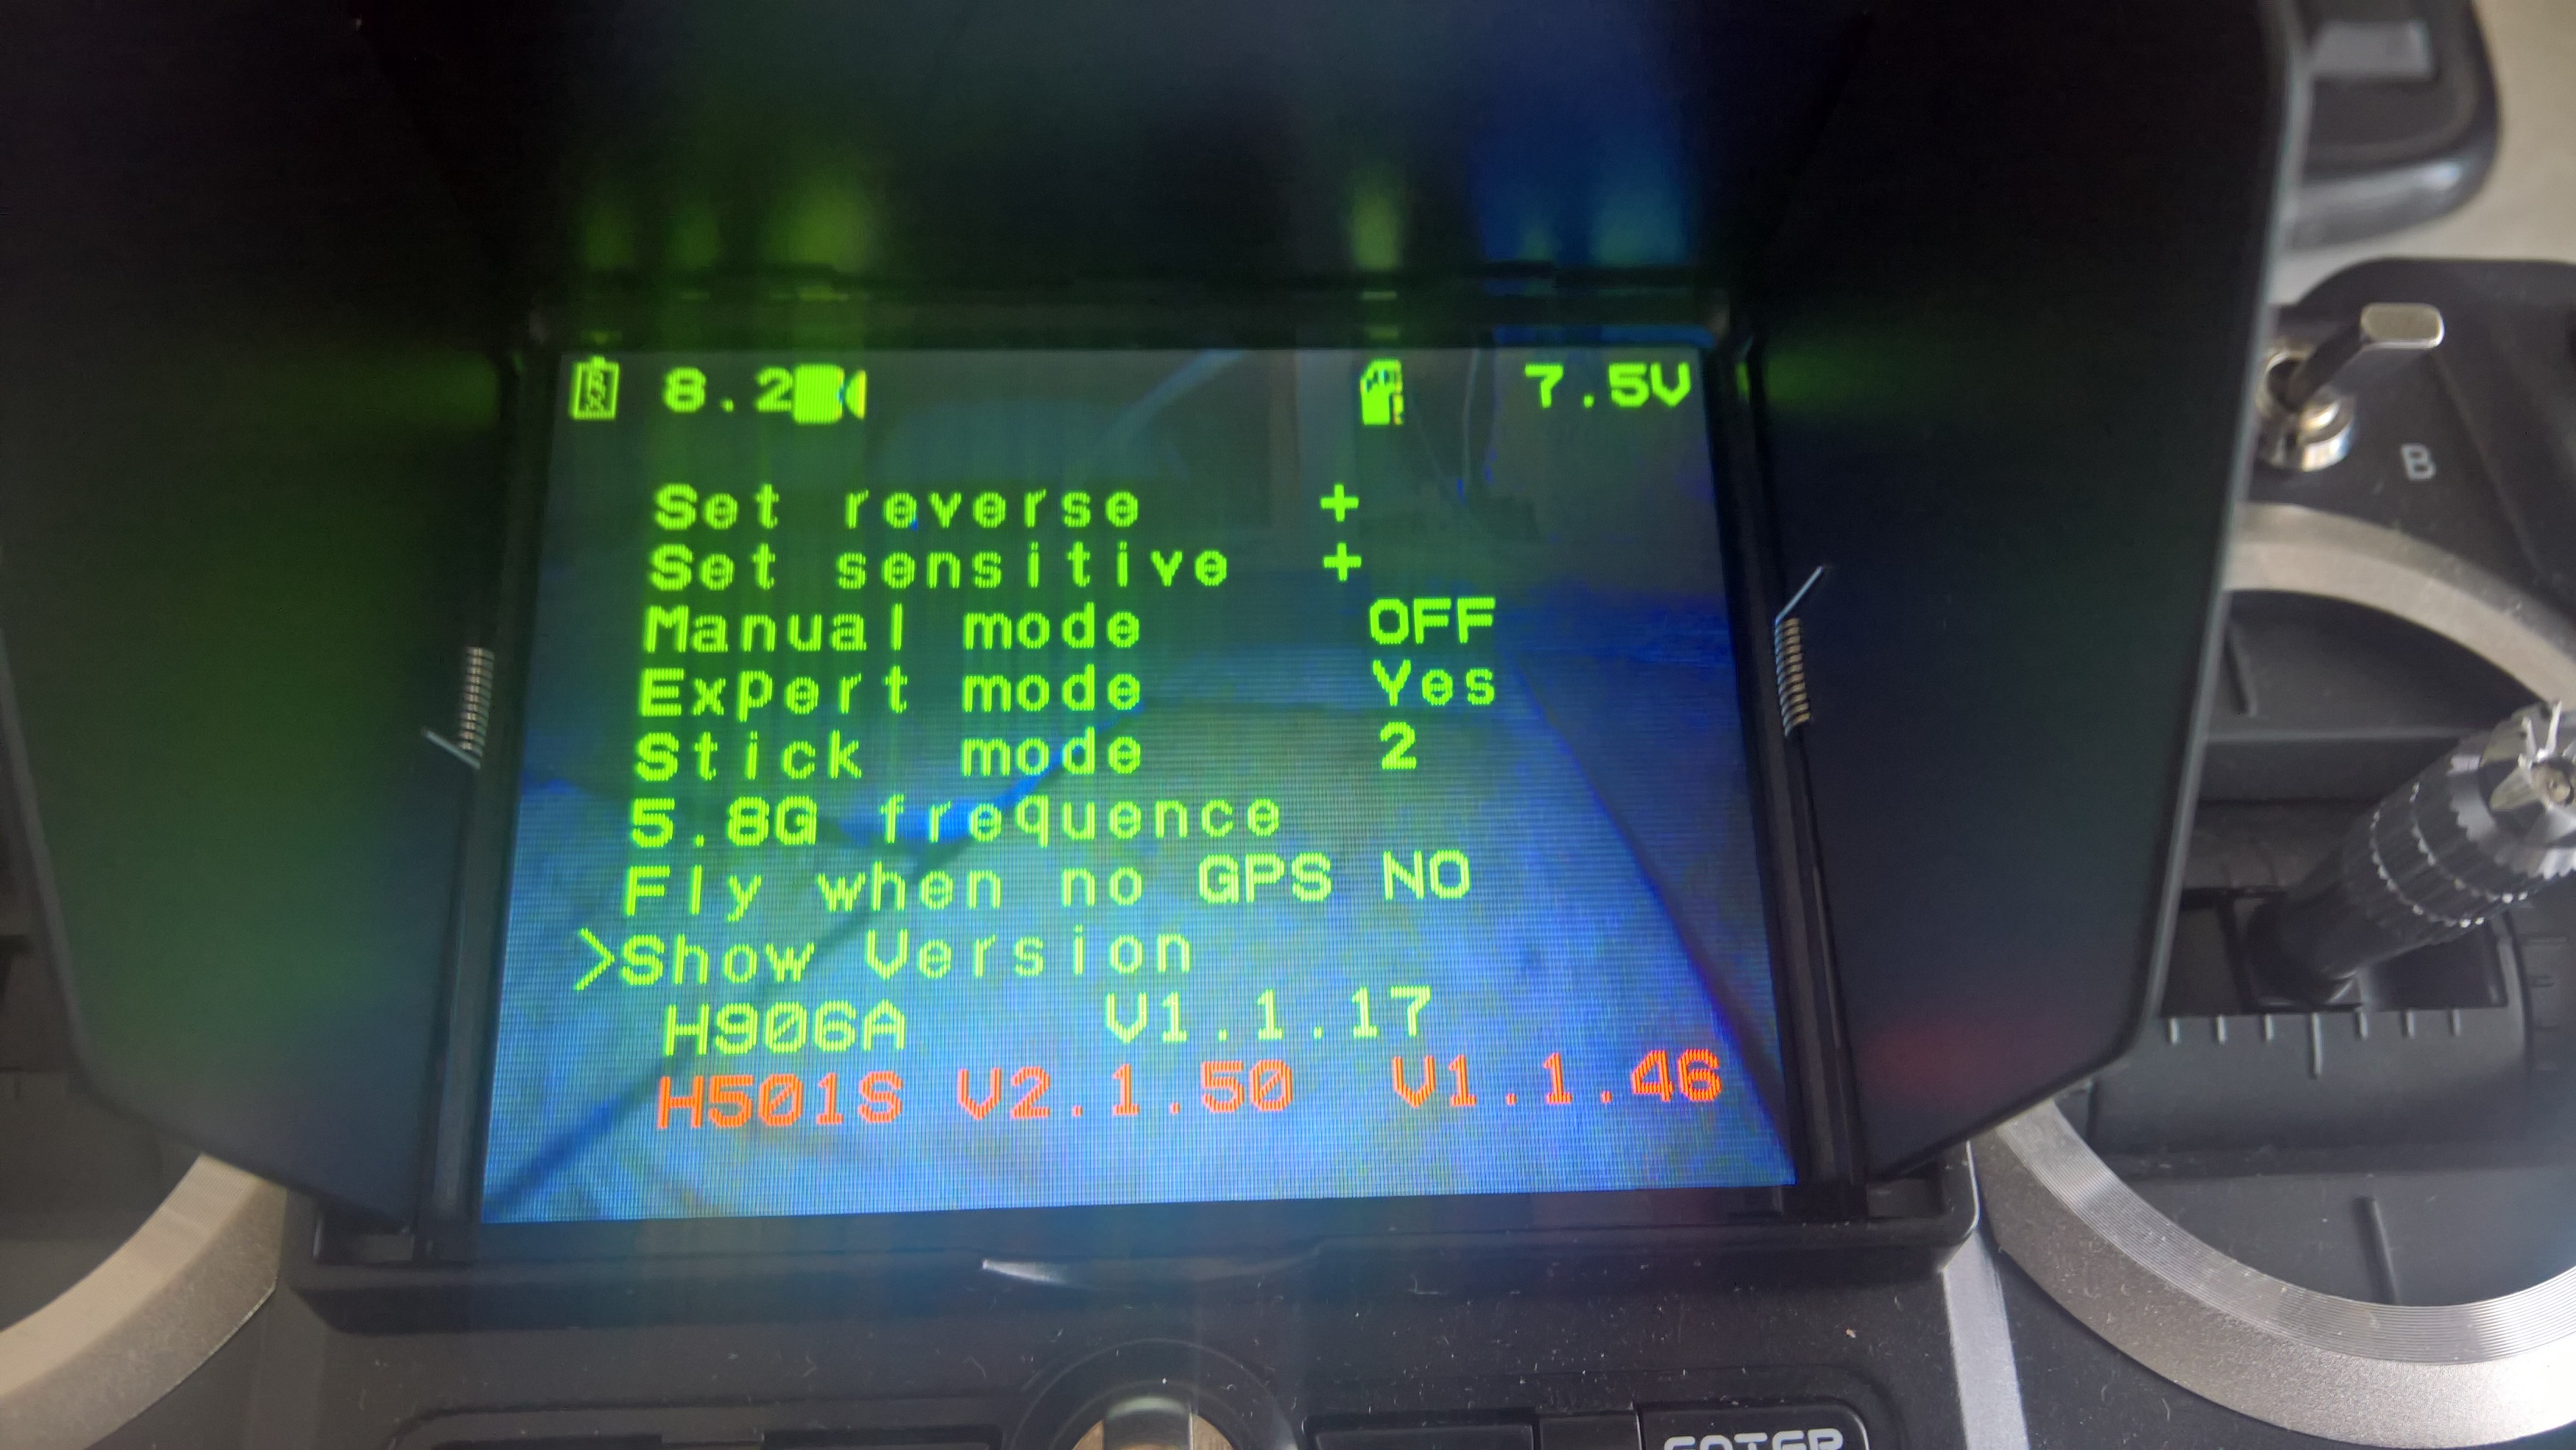 8.2 7.5V
Set reverse +
Set sensitive +
Manual mode OFF
Expert mode Yes
Stick mode 2
5.8G frequence
Fly when no GPS NO
>Show Version
H906A V1.1.17
H501S V2.1.50 V1.1.46
B
ENTER